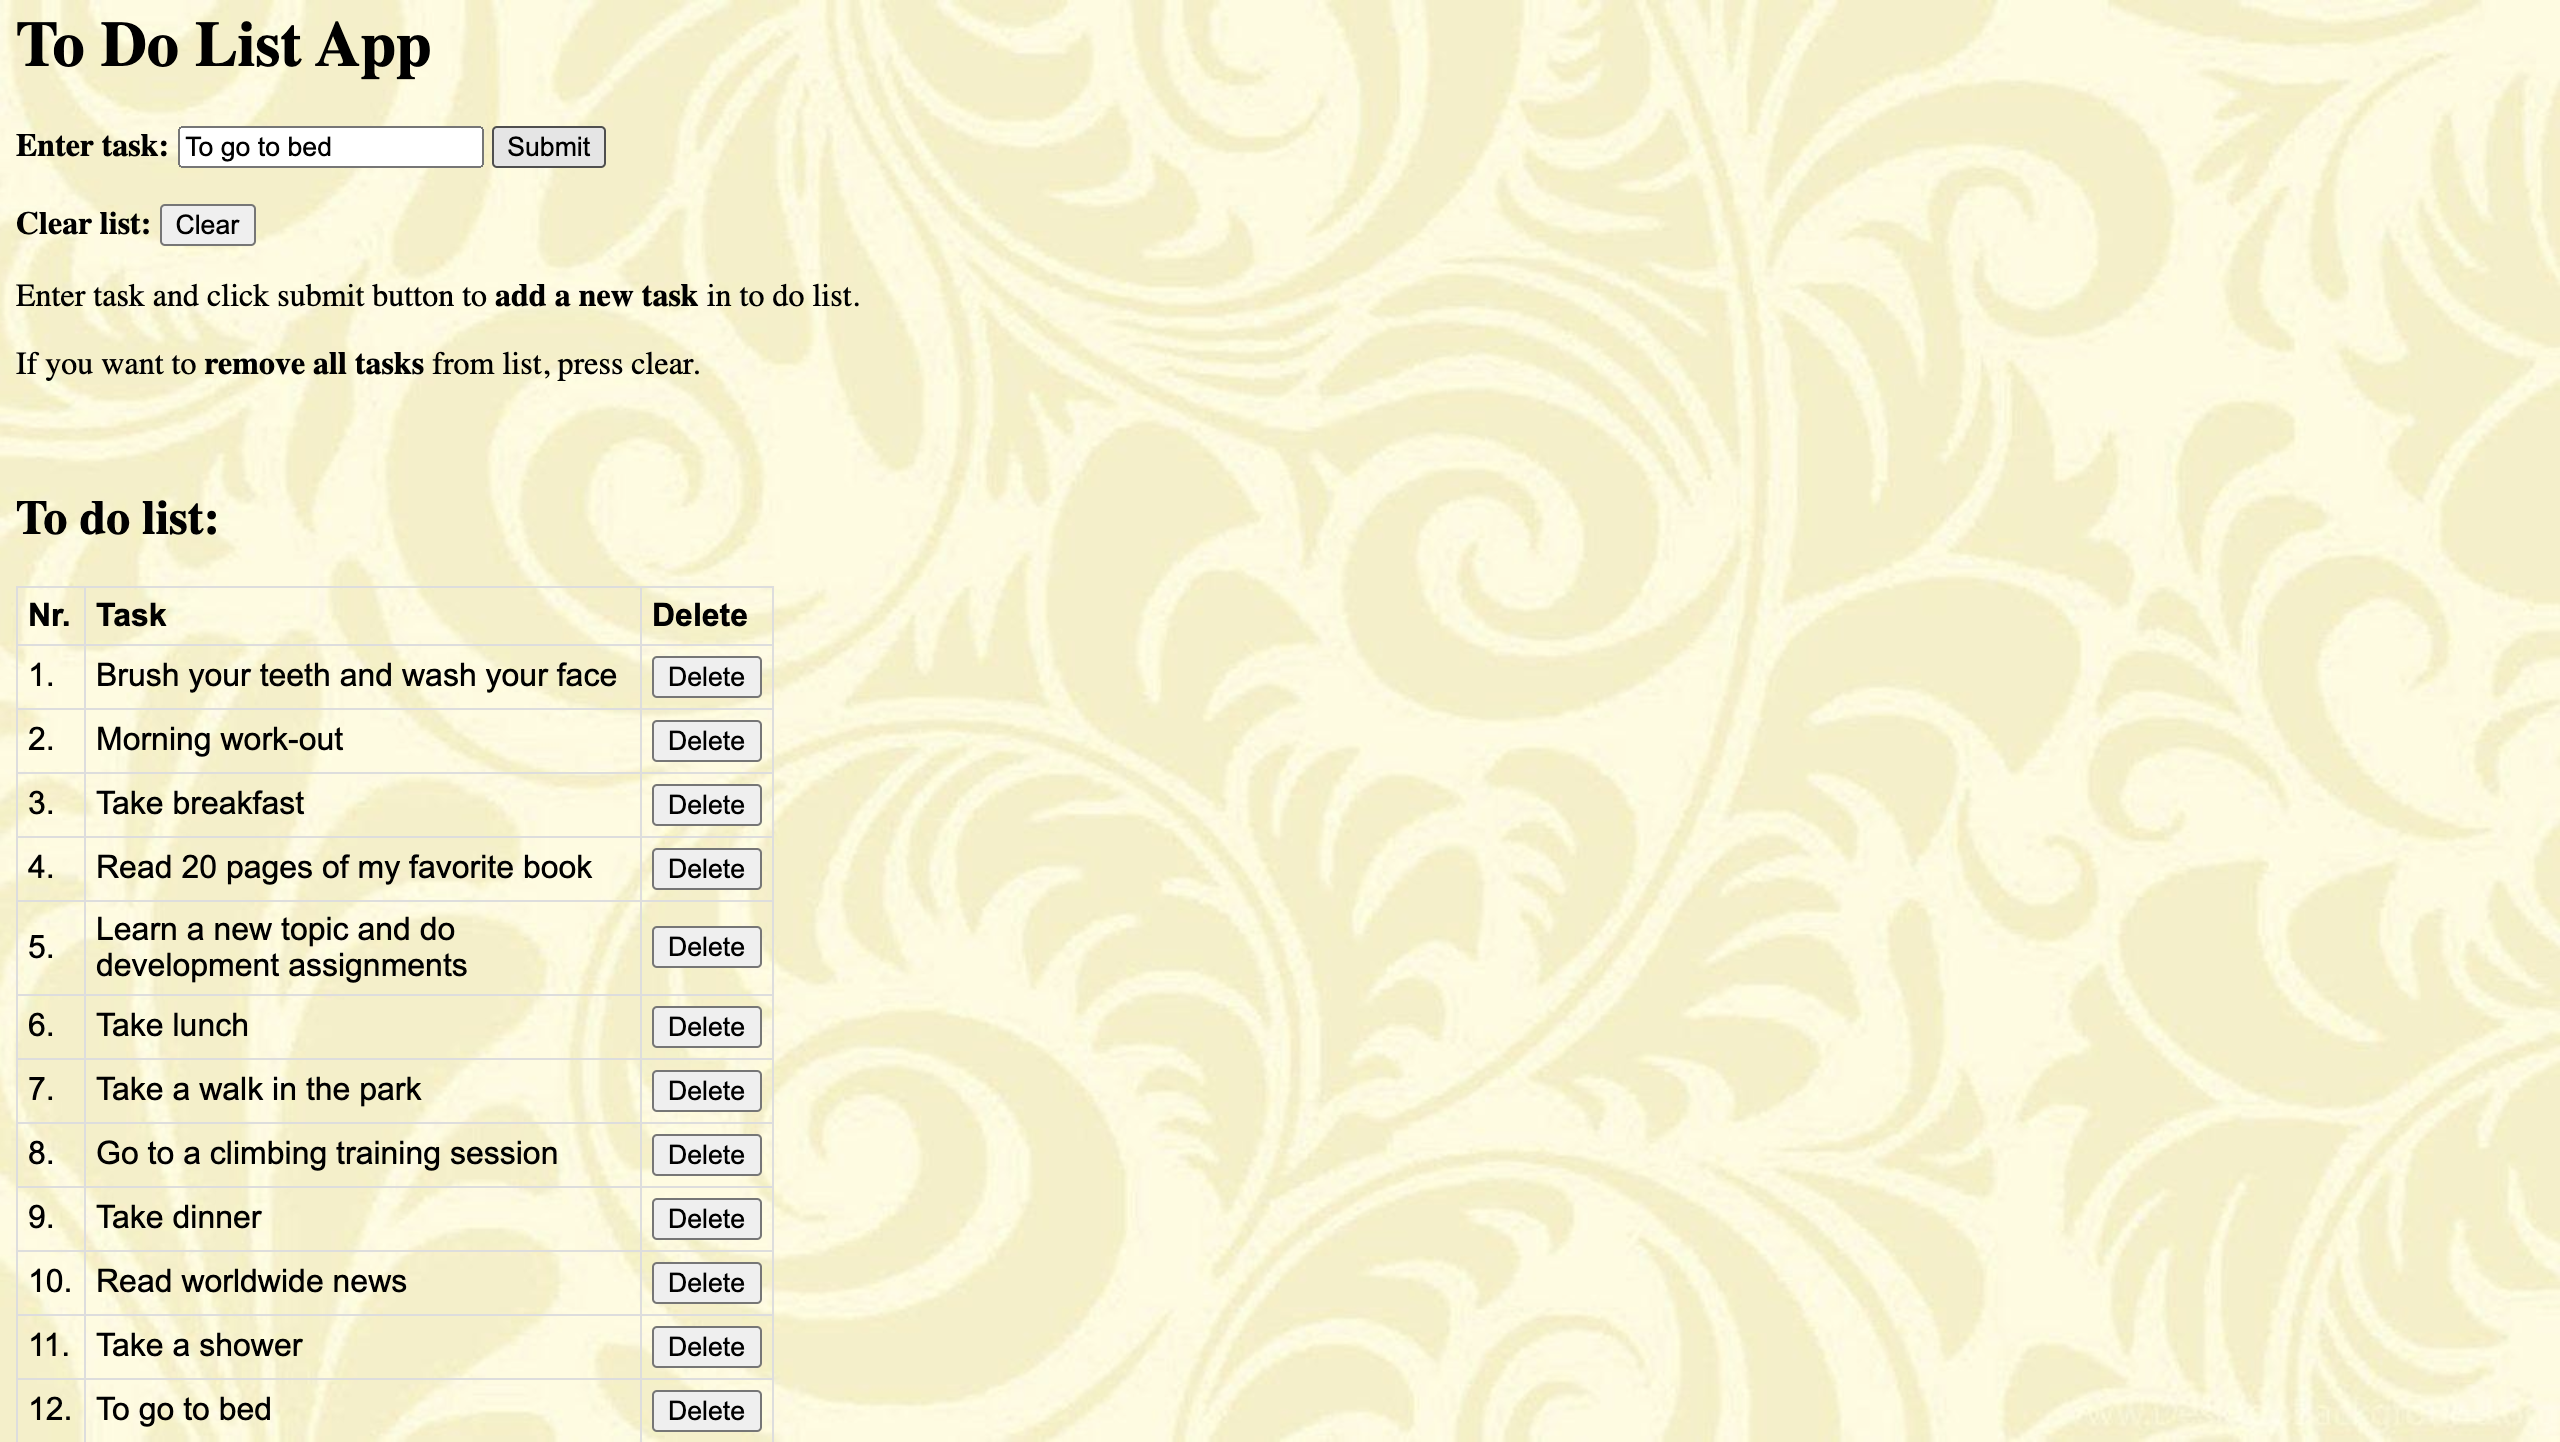 To Do List App
Enter task: To go to bed Submit
Clear list: Clear
Enter task and click submit button to add a new task in to do list.
If you want to remove all tasks from list, press clear.
To do list:
Nr. Task Delete
1. Brush your teeth and wash your face Delete
2. Morning work-out Delete
3. Take breakfast Delete
4. Read 20 pages of my favorite book Delete
5. Learn a new topic and do
development assignments Delete
6. Take lunch Delete
7. Take a walk in the park Delete
8. Go to a climbing training session Delete
9. Take dinner Delete
10. Read worldwide news Delete
11. Take a shower Delete
12. To go to bed Delete